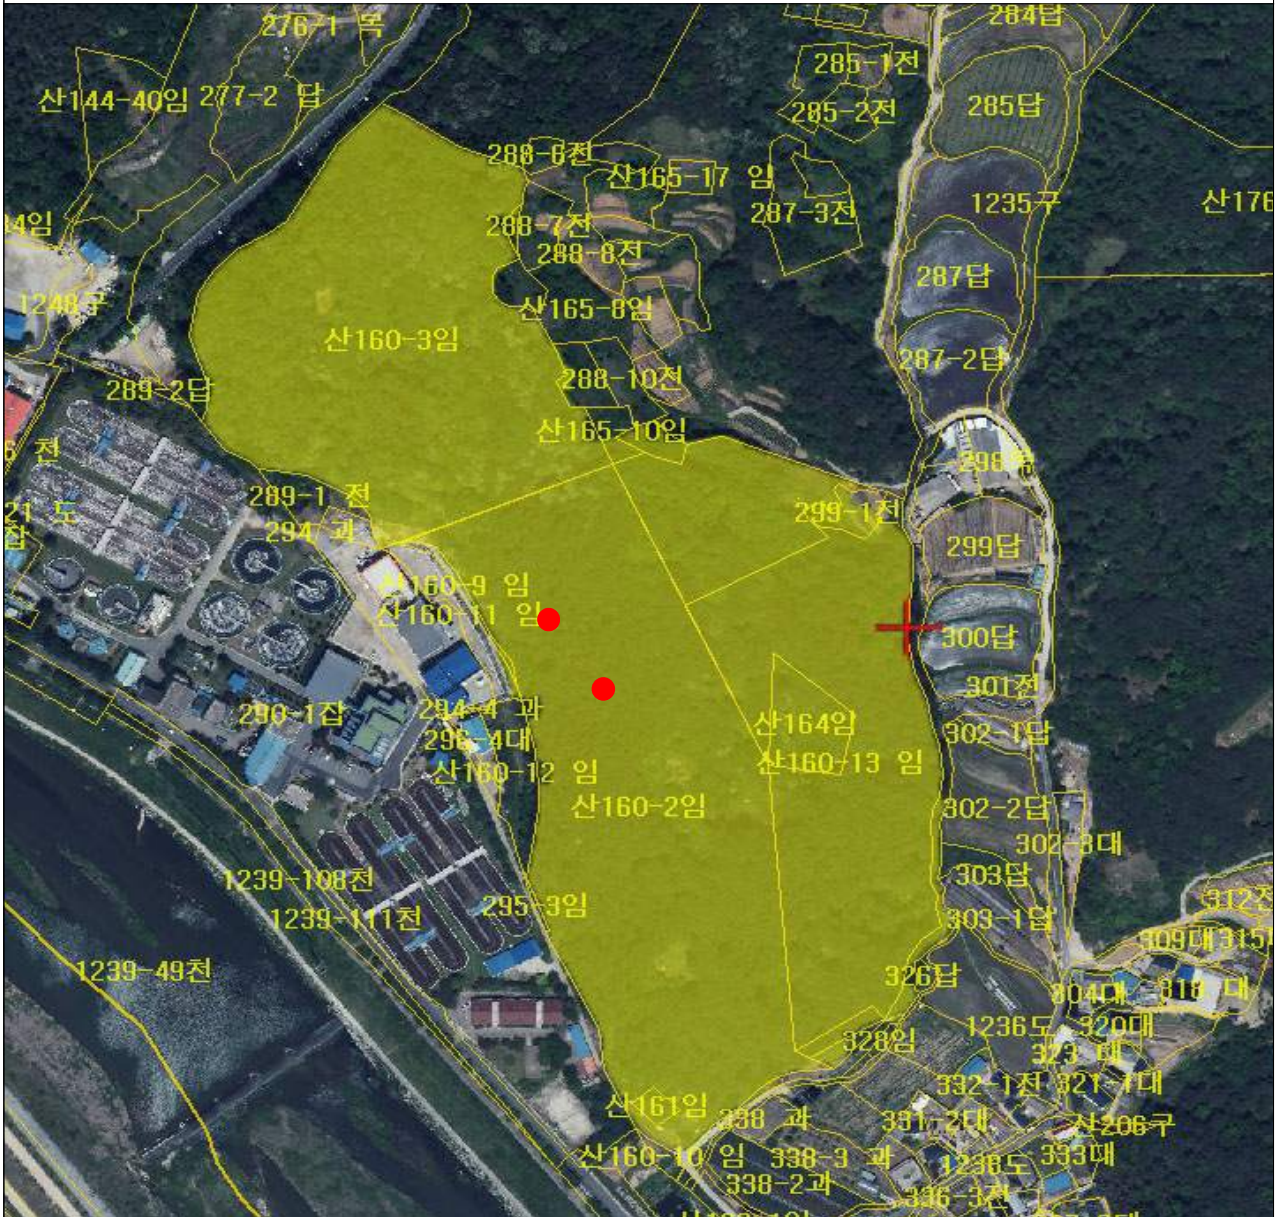 284답
276-1 목
285-1전
산144-40임
277-2 답
285답
285-2전
288-6전
산165-17 임
1235구
산176
287-3전
4임
288-7전
288-8전
287답
1248구
산165-8임
산160-3임
287-2답
288-10전
289-2답
산165-10임
6 천
298
289-1 전
21 도
299-1전
294 과
잡
299답
산160-9 임
산160-11 임
300답
301전
294-4 과
290-1잡
산164임
302-1답
296-4대
산160-13 임
산160-12 임
산160-2임
302-2답
302-3대
303답
1239-108천
312전
295-3임
1239-111천
303-1답
309대
315
1239-49천
326답
304대
318 대
1236도
320대
328임
323 대
332-1전
321-1대
산161임
338 과
331-2대
산206구
산160-10 임
338-3 과
1238도
333대
338-2과
336-3전